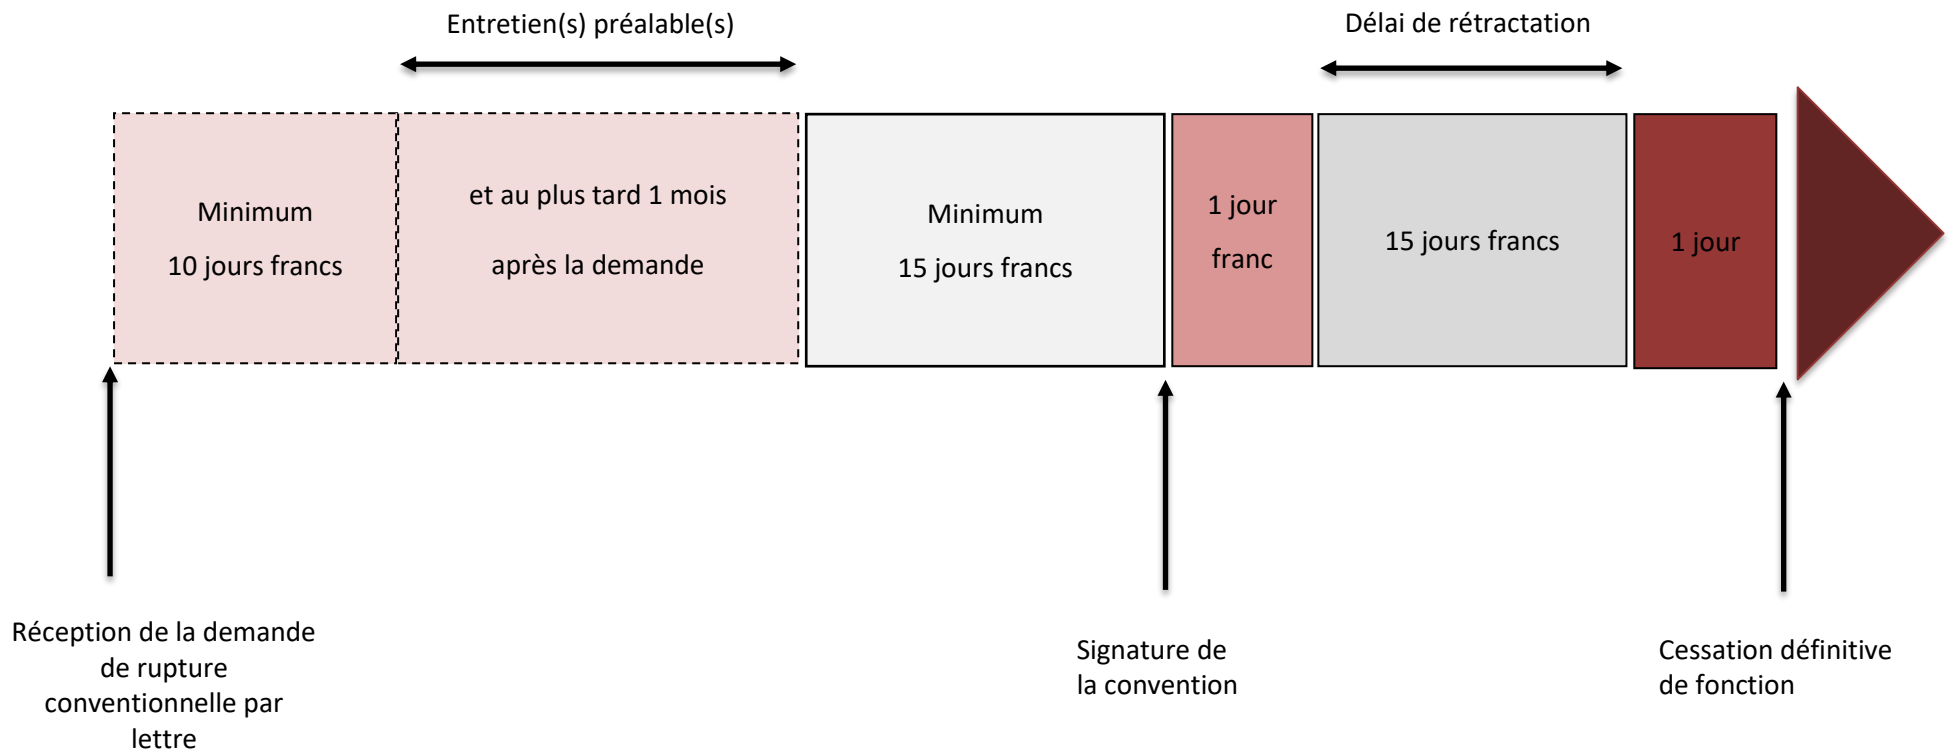 Entretien(s) préalable(s)
Délai de rétractation
Minimum
10 jours francs
et au plus tard 1 mois
après la demande
Minimum
15 jours francs
1 jour
franc
15 jours francs
1 jour
Réception de la demande
de rupture
conventionnelle par
lettre
Signature de
la convention
Cessation définitive
de fonction